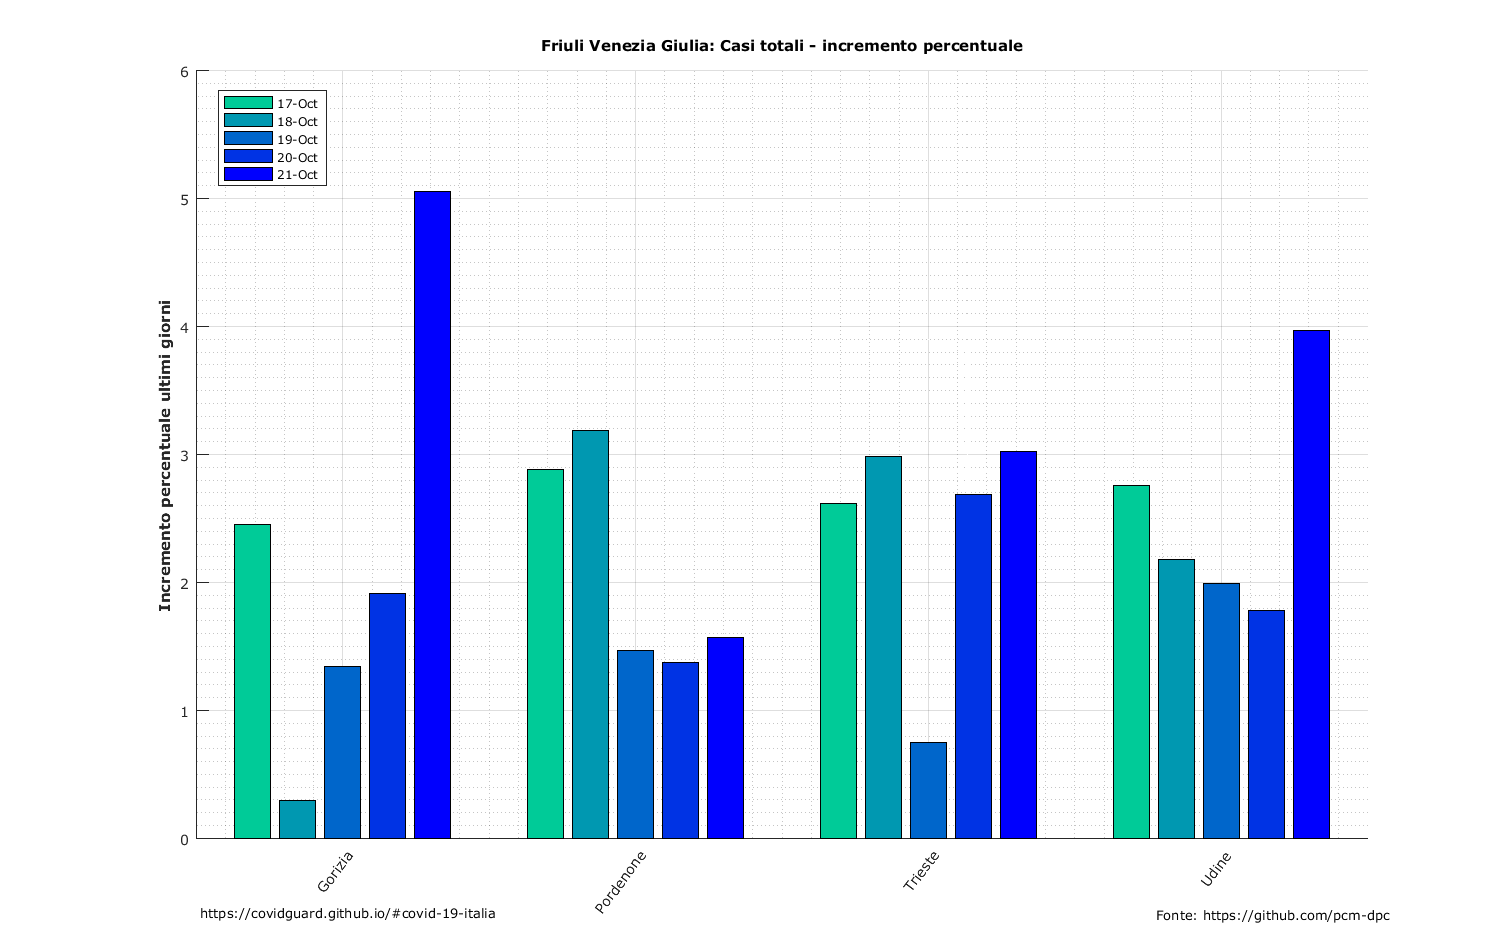 Friuli Venezia Giulia: Casi totali - incremento percentuale
Incremento percentuale ultimi giorni
6
5
4
3
2
1
0
17-Oct
18-Oct
19-Oct
20-Oct
21-Oct
Gorizia
Pordenone
Trieste
Udine
https://covidguard.github.io/#covid-19-italia
Fonte: https://github.com/pcm-dpc